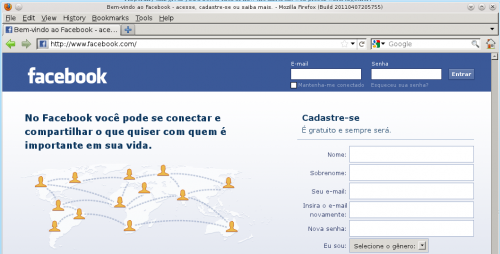 Bem-vindo ao Facebook - acesse, cadastre-se ou saiba mais. - Mozilla Firefox (Build 20110407205755)
File Edit View History Bookmarks Tools Help
Bem-vindo ao Facebook - ace...
http://www.facebook.com/
Google
facebook
E-mail Senha
Entrar
Mantenha-me conectado Esqueceu sua senha?
No Facebook você pode se conectar e
compartilhar o que quiser com quem é
importante em sua vida.
Cadastre-se
É gratuito e sempre será.
Nome:
Sobrenome:
Seu e-mail:
Insira o e-mail
novamente:
Nova senha:
Eu sou: Selecione o gênero: